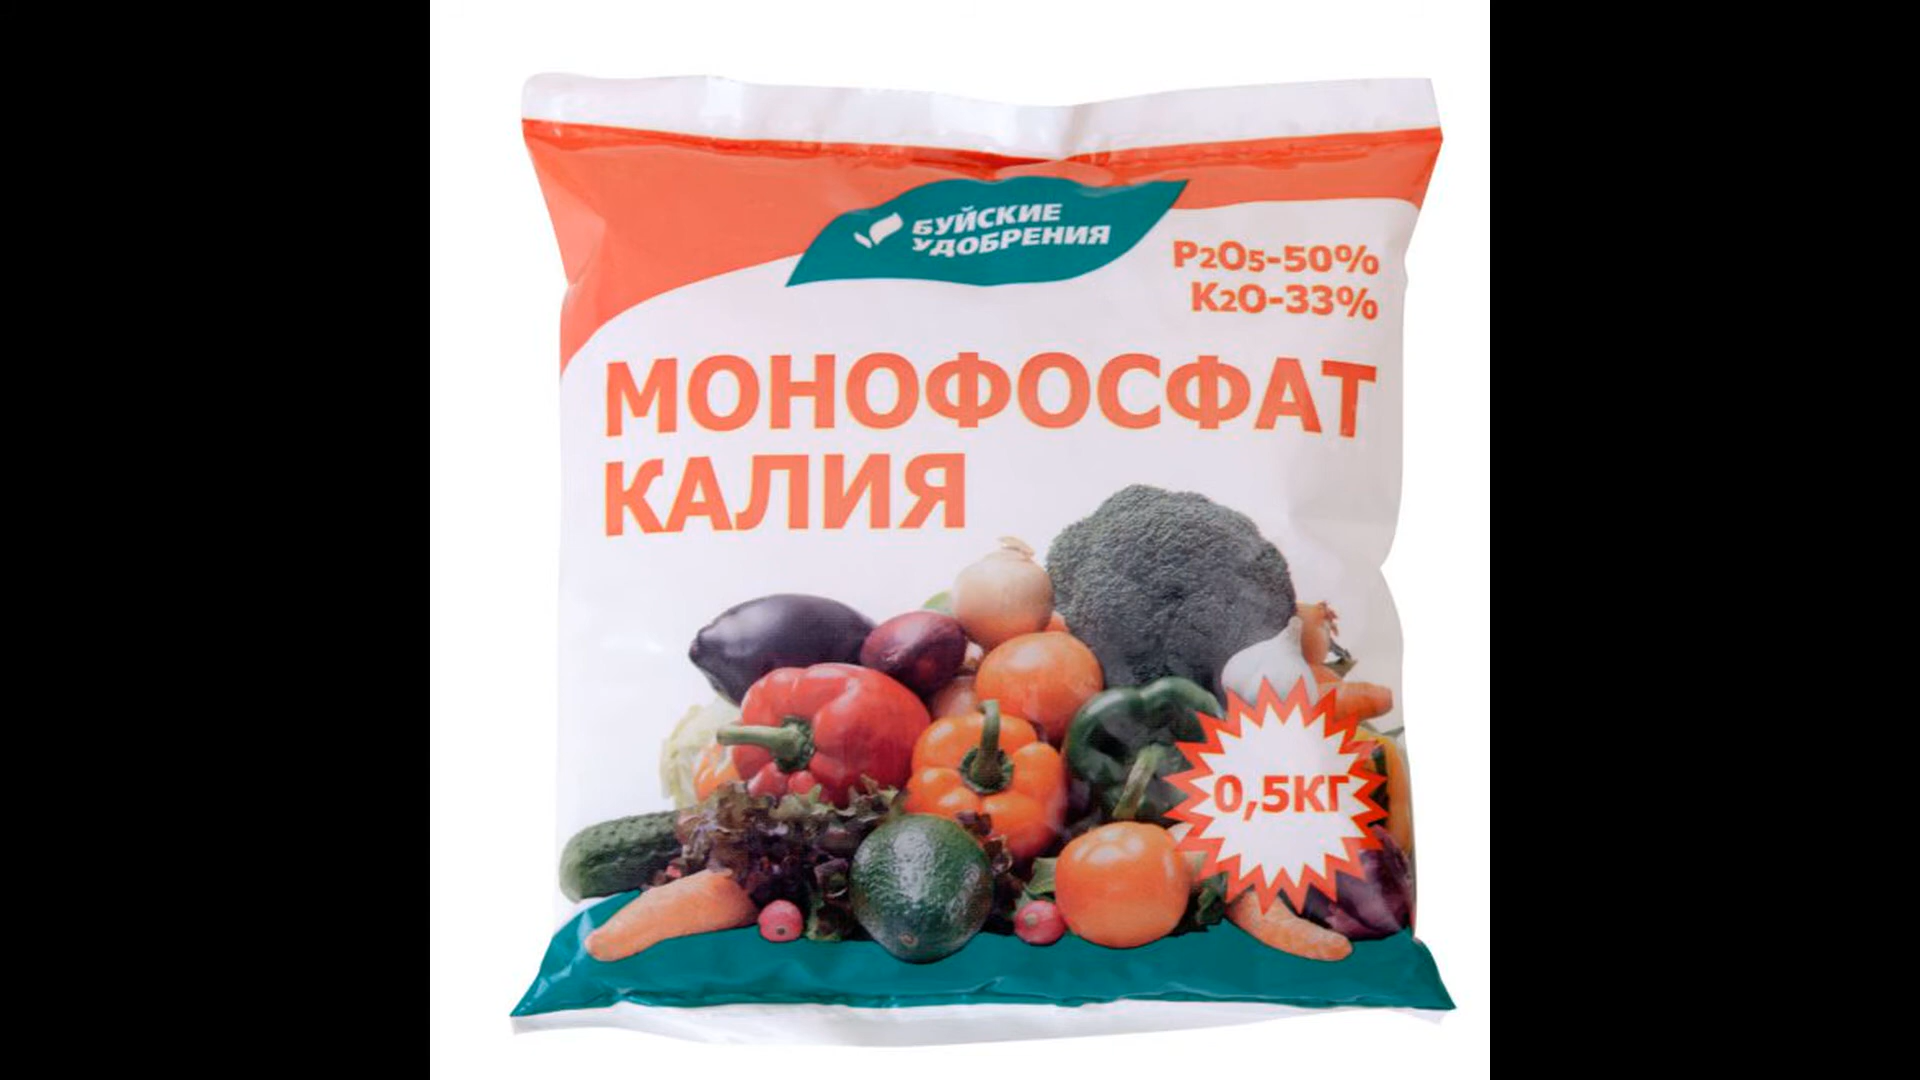 БУЙСКИЕ
УДОБРЕНИЯ
P2O5-50%
K2O-33%
МОНОФОСФАТ
КАЛИЯ
0,5КГ